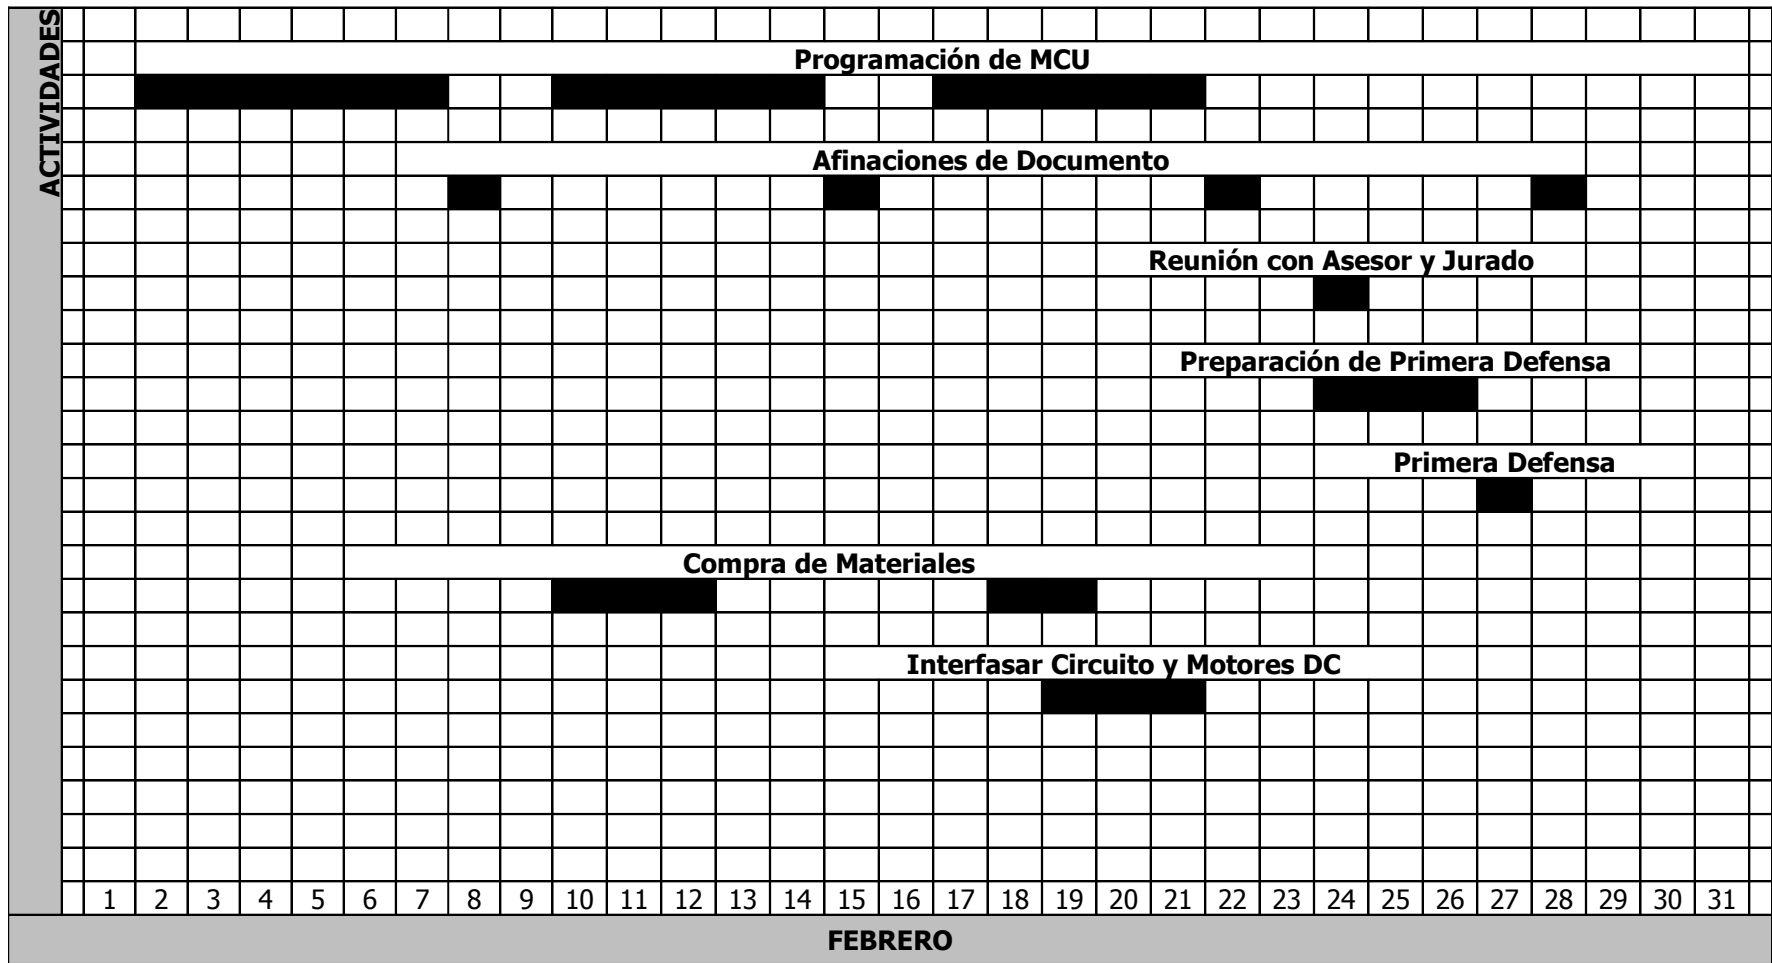 ACTIVIDADES
Programación de MCU
Afinaciones de Documento
Reunión con Asesor y Jurado
Preparación de Primera Defensa
Primera Defensa
Compra de Materiales
Interfasar Circuito y Motores DC
1 2 3 4 5 6 7 8 9 10 11 12 13 14 15 16 17 18 19 20 21 22 23 24 25 26 27 28 29 30 31
FEBRERO